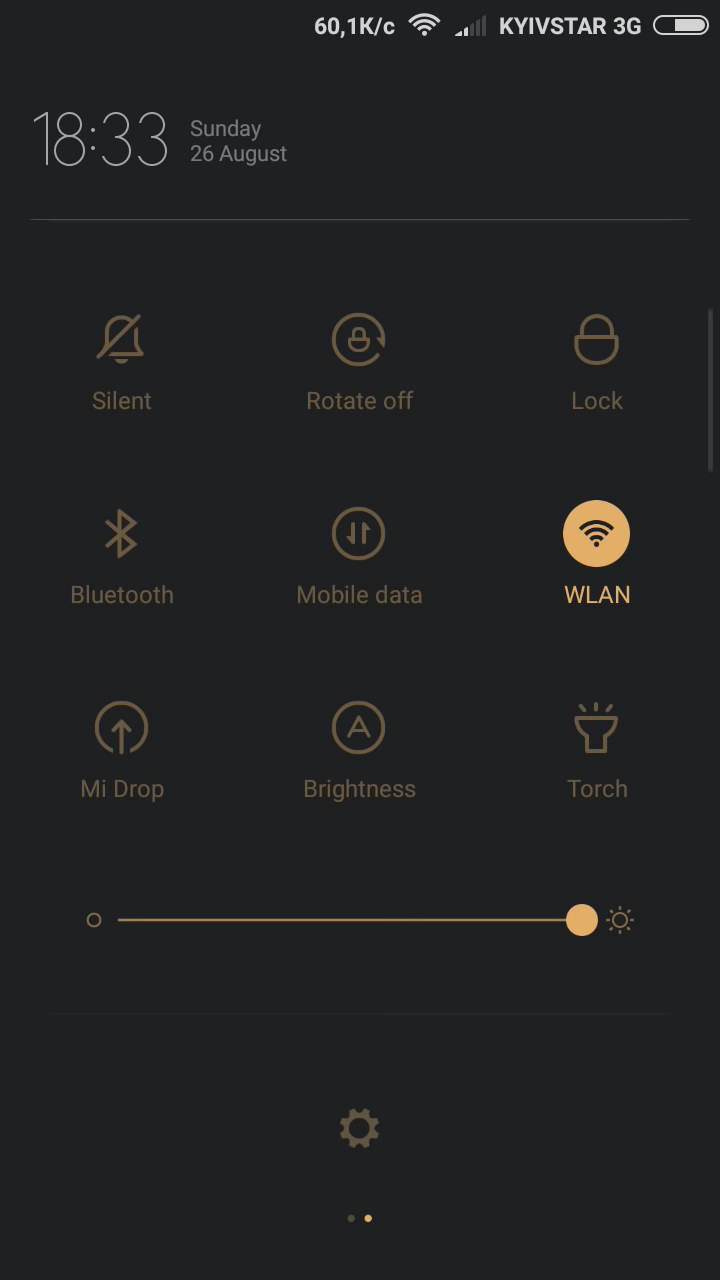 60,1K/c KYIVSTAR 3G
18:33
Sunday
26 August
Silent Rotate off Lock
Bluetooth Mobile data WLAN
Mi Drop Brightness Torch